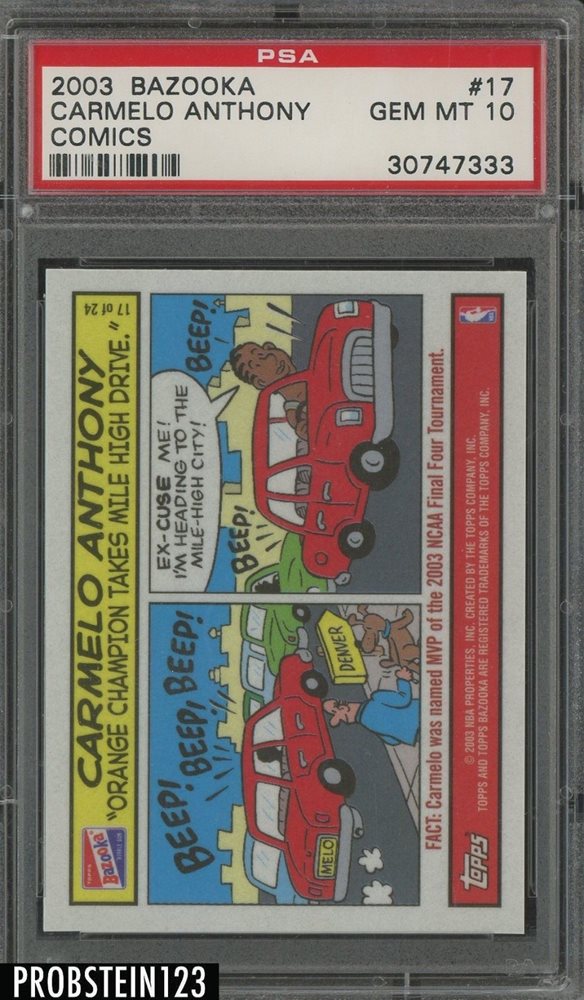 PSA
2003 BAZOOKA #17
CARMELO ANTHONY GEM MT 10
COMICS
30747333
TOPPS
Bazooka
BUBBLE GUM
CARMELO ANTHONY
17 of 24
"ORANGE CHAMPION TAKES MILE HIGH DRIVE."
BEEP! BEEP, BEEP!
DENVER
MELO
EX-CUSE ME!
I'M HEADING TO THE
MILE-HIGH CITY!
BEEP!
BEEP!
FACT: Carmelo was named MVP of the 2003 NCAA Final Four Tournament.
topps
© 2003 NBA PROPERTIES, INC. CREATED BY THE TOPPS COMPANY, INC.
TOPPS AND TOPPS BAZOOKA ARE REGISTERED TRADEMARKS OF THE TOPPS COMPANY, INC.
PROBSTEIN123